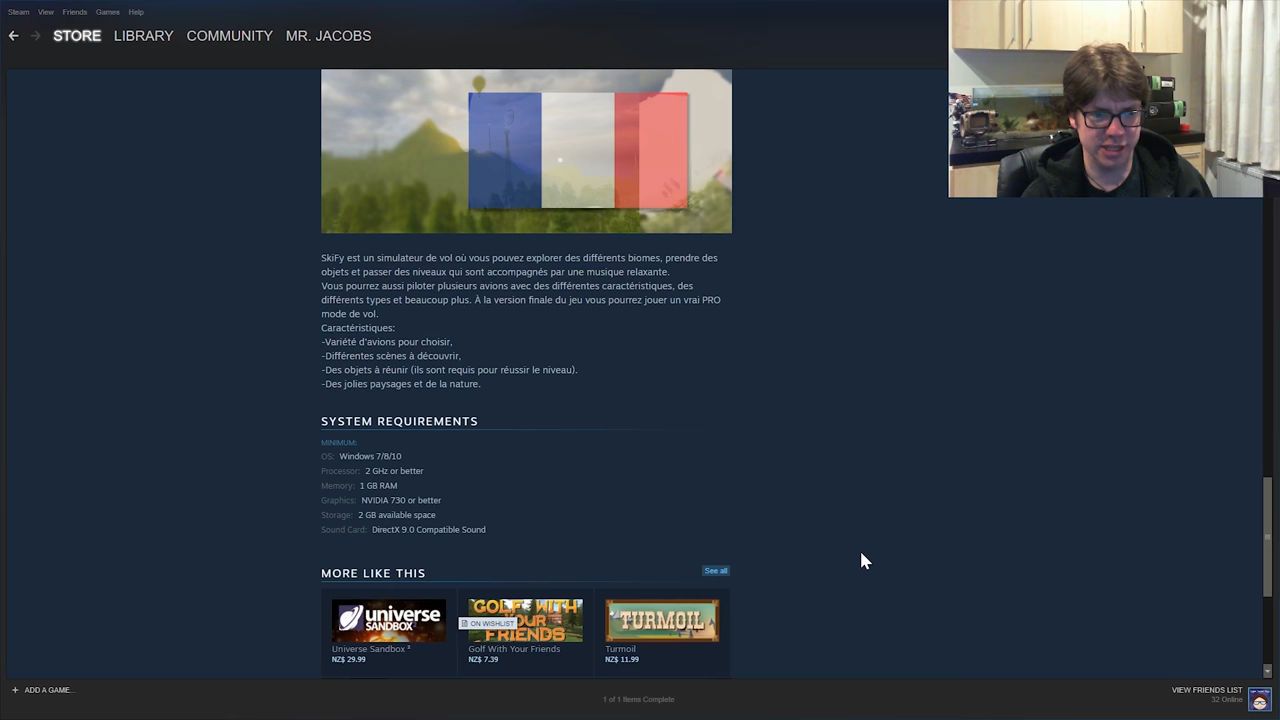 Steam View Friends Games Help
STORE LIBRARY COMMUNITY MR. JACOBS
SkiFy est un simulateur de vol où vous pouvez explorer des différents biomes, prendre des
objets et passer des niveaux qui sont accompagnés par une musique relaxante.
Vous pourrez aussi piloter plusieurs avions avec des différentes caractéristiques, des
différents types et beaucoup plus. À la version finale du jeu vous pourrez jouer un vrai PRO
mode de vol.
Caractéristiques:
-Variété d'avions pour choisir,
-Différentes scènes à découvrir,
-Des objets à réunir (ils sont requis pour réussir le niveau).
-Des jolies paysages et de la nature.
SYSTEM REQUIREMENTS
MINIMUM:
OS: Windows 7/8/10
Processor: 2 GHz or better
Memory: 1 GB RAM
Graphics: NVIDIA 730 or better
Storage: 2 GB available space
Sound Card: DirectX 9.0 Compatible Sound
MORE LIKE THIS See all
universe SANDBOX
GOLF WITH YOUR FRIENDS
ON WISHLIST
TURMOIL
Universe Sandbox ² Golf With Your Friends Turmoil
NZ$ 29.99 NZ$ 7.39 NZ$ 11.99
+ ADD A GAME...
1 of 1 Items Complete
VIEW FRIENDS LIST
32 Online